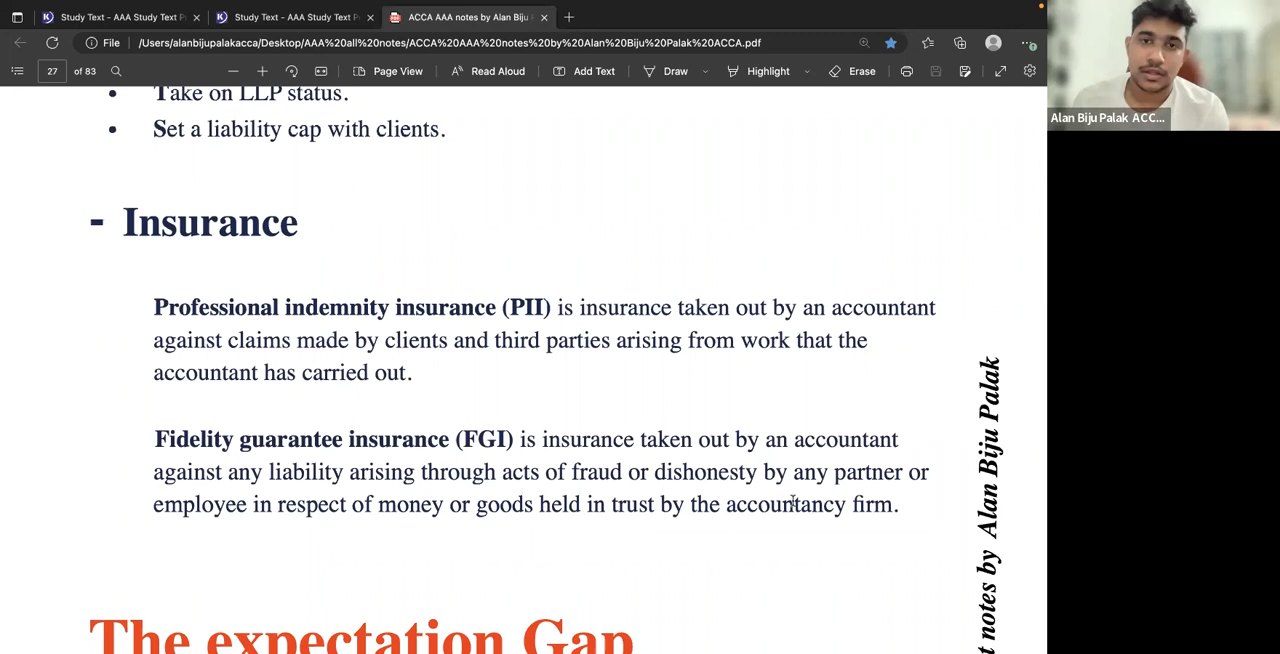 Study Text - AAA Study Text P
Study Text - AAA Study Text P
ACCA AAA notes by Alan Biju
File
/Users/alanbijupalakacca/Desktop/AAA%20all%20notes/ACCA%20AAA%20notes%20by%20Alan%20Biju%20Palak%20ACCA.pdf
27 of 83
Page View
Read Aloud
Add Text
Draw
Highlight
Erase
Alan Biju Palak ACC...
• Take on LLP status.
• Set a liability cap with clients.
- Insurance
Professional indemnity insurance (PII) is insurance taken out by an accountant
against claims made by clients and third parties arising from work that the
accountant has carried out.
Fidelity guarantee insurance (FGI) is insurance taken out by an accountant
against any liability arising through acts of fraud or dishonesty by any partner or
employee in respect of money or goods held in trust by the accountancy firm.
The expectation Gap
t notes by Alan Biju Palak